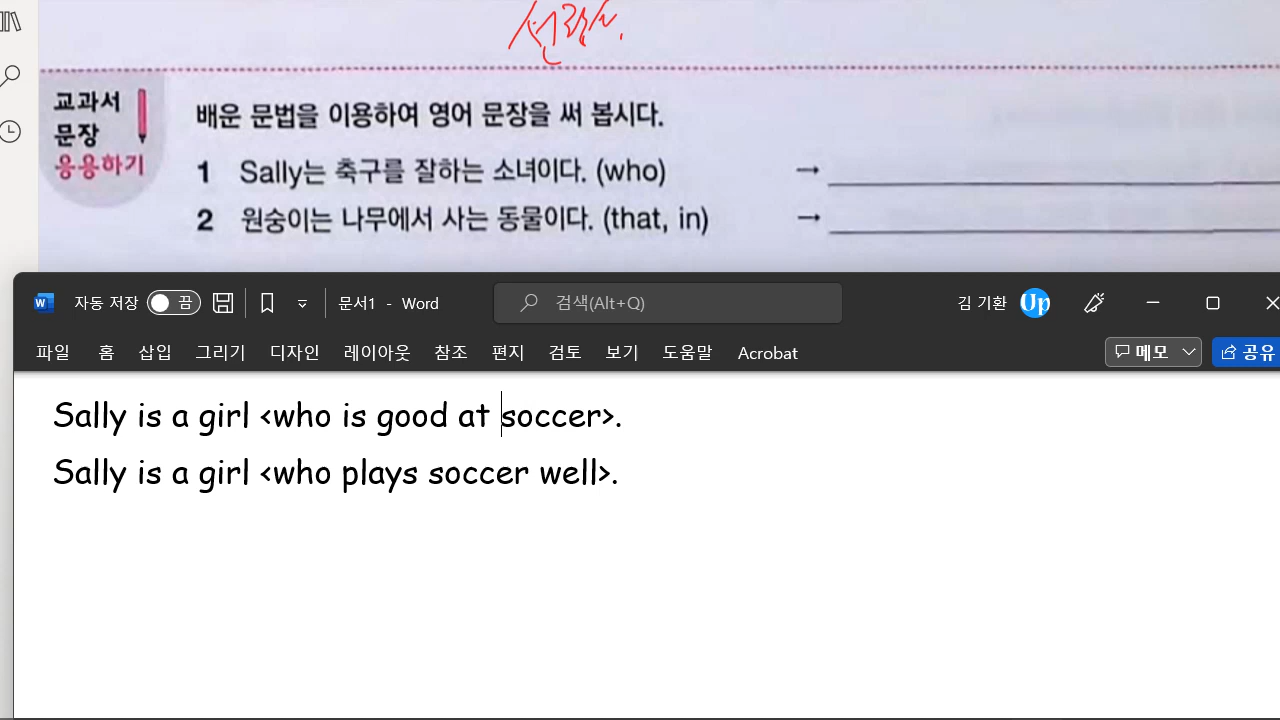 선행사
교과서
문장
응용하기
배운 문법을 이용하여 영어 문장을 써 봅시다.
1 Sally는 축구를 잘하는 소녀이다. (who) →
2 원숭이는 나무에서 사는 동물이다. (that, in) →
자동 저장 끔 문서1 - Word 검색(Alt+Q) 김 기환 Up
파일 홈 삽입 그리기 디자인 레이아웃 참조 편지 검토 보기 도움말 Acrobat 메모 공유
Sally is a girl <who is good at soccer>.
Sally is a girl <who plays soccer well>.